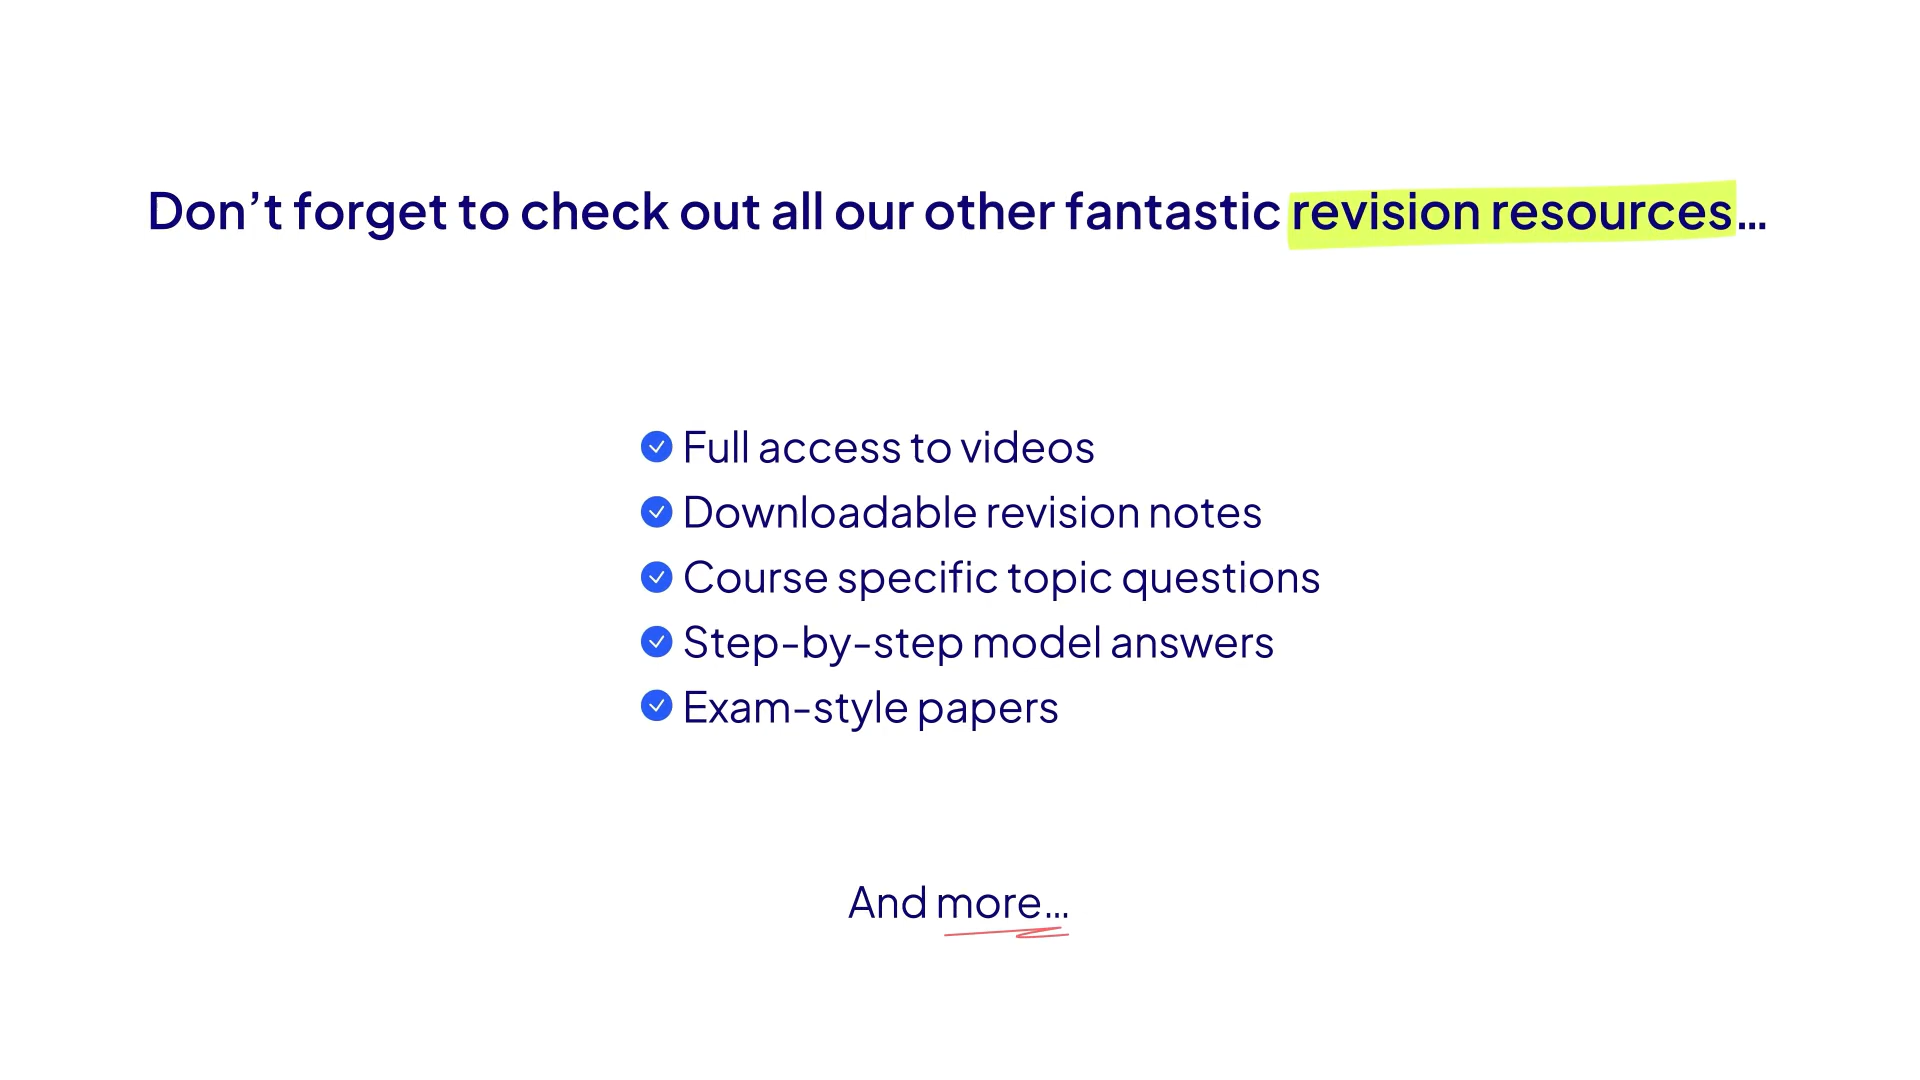 Don’t forget to check out all our other fantastic revision resources...
Full access to videos
Downloadable revision notes
Course specific topic questions
Step-by-step model answers
Exam-style papers
And more...